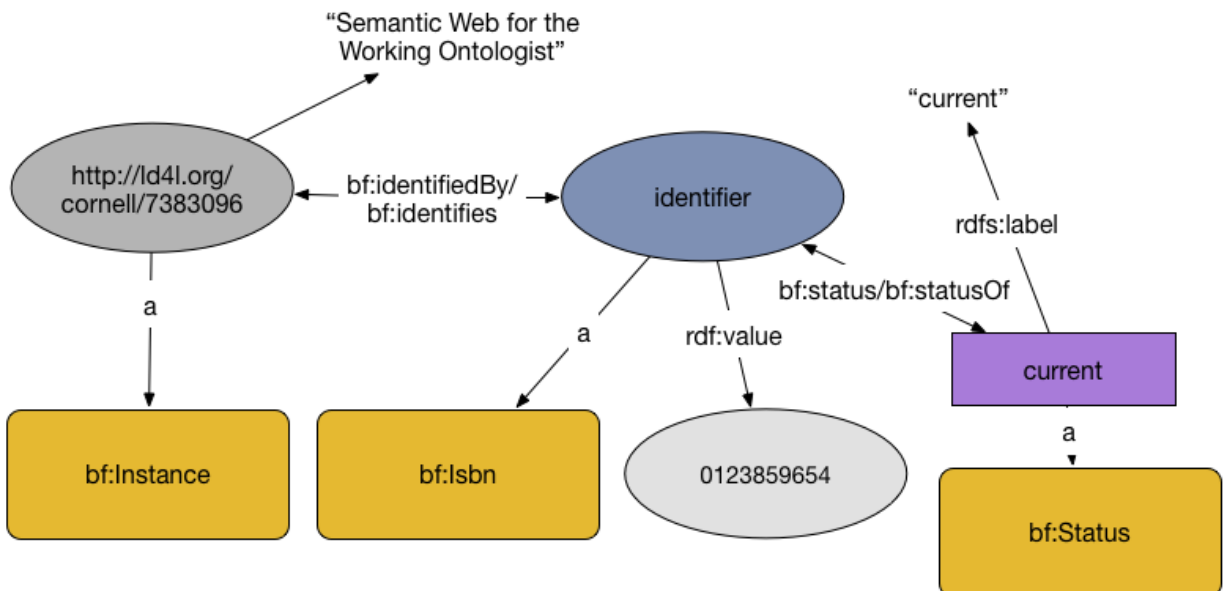 “Semantic Web for the
Working Ontologist”
“current”
http://ld4l.org/
cornell/7383096
bf:identifiedBy/
bf:identifies
identifier
rdfs:label
bf:status/bf:statusOf
a
a
rdf:value
current
a
bf:Instance
bf:Isbn
0123859654
bf:Status